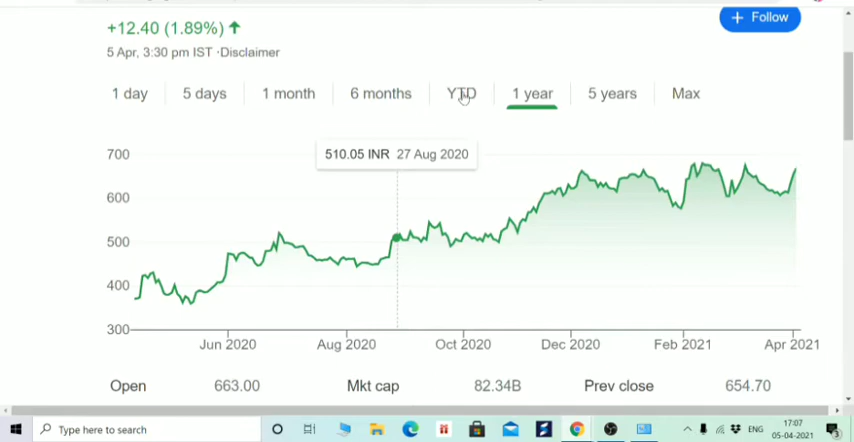 +12.40 (1.89%)
5 Apr, 3:30 pm IST ·Disclaimer
+ Follow
1 day 5 days 1 month 6 months YTD 1 year 5 years Max
510.05 INR 27 Aug 2020
700
600
500
400
300
Jun 2020 Aug 2020 Oct 2020 Dec 2020 Feb 2021 Apr 2021
Open 663.00 Mkt cap 82.34B Prev close 654.70
Type here to search
ENG
17:07
05-04-2021
3